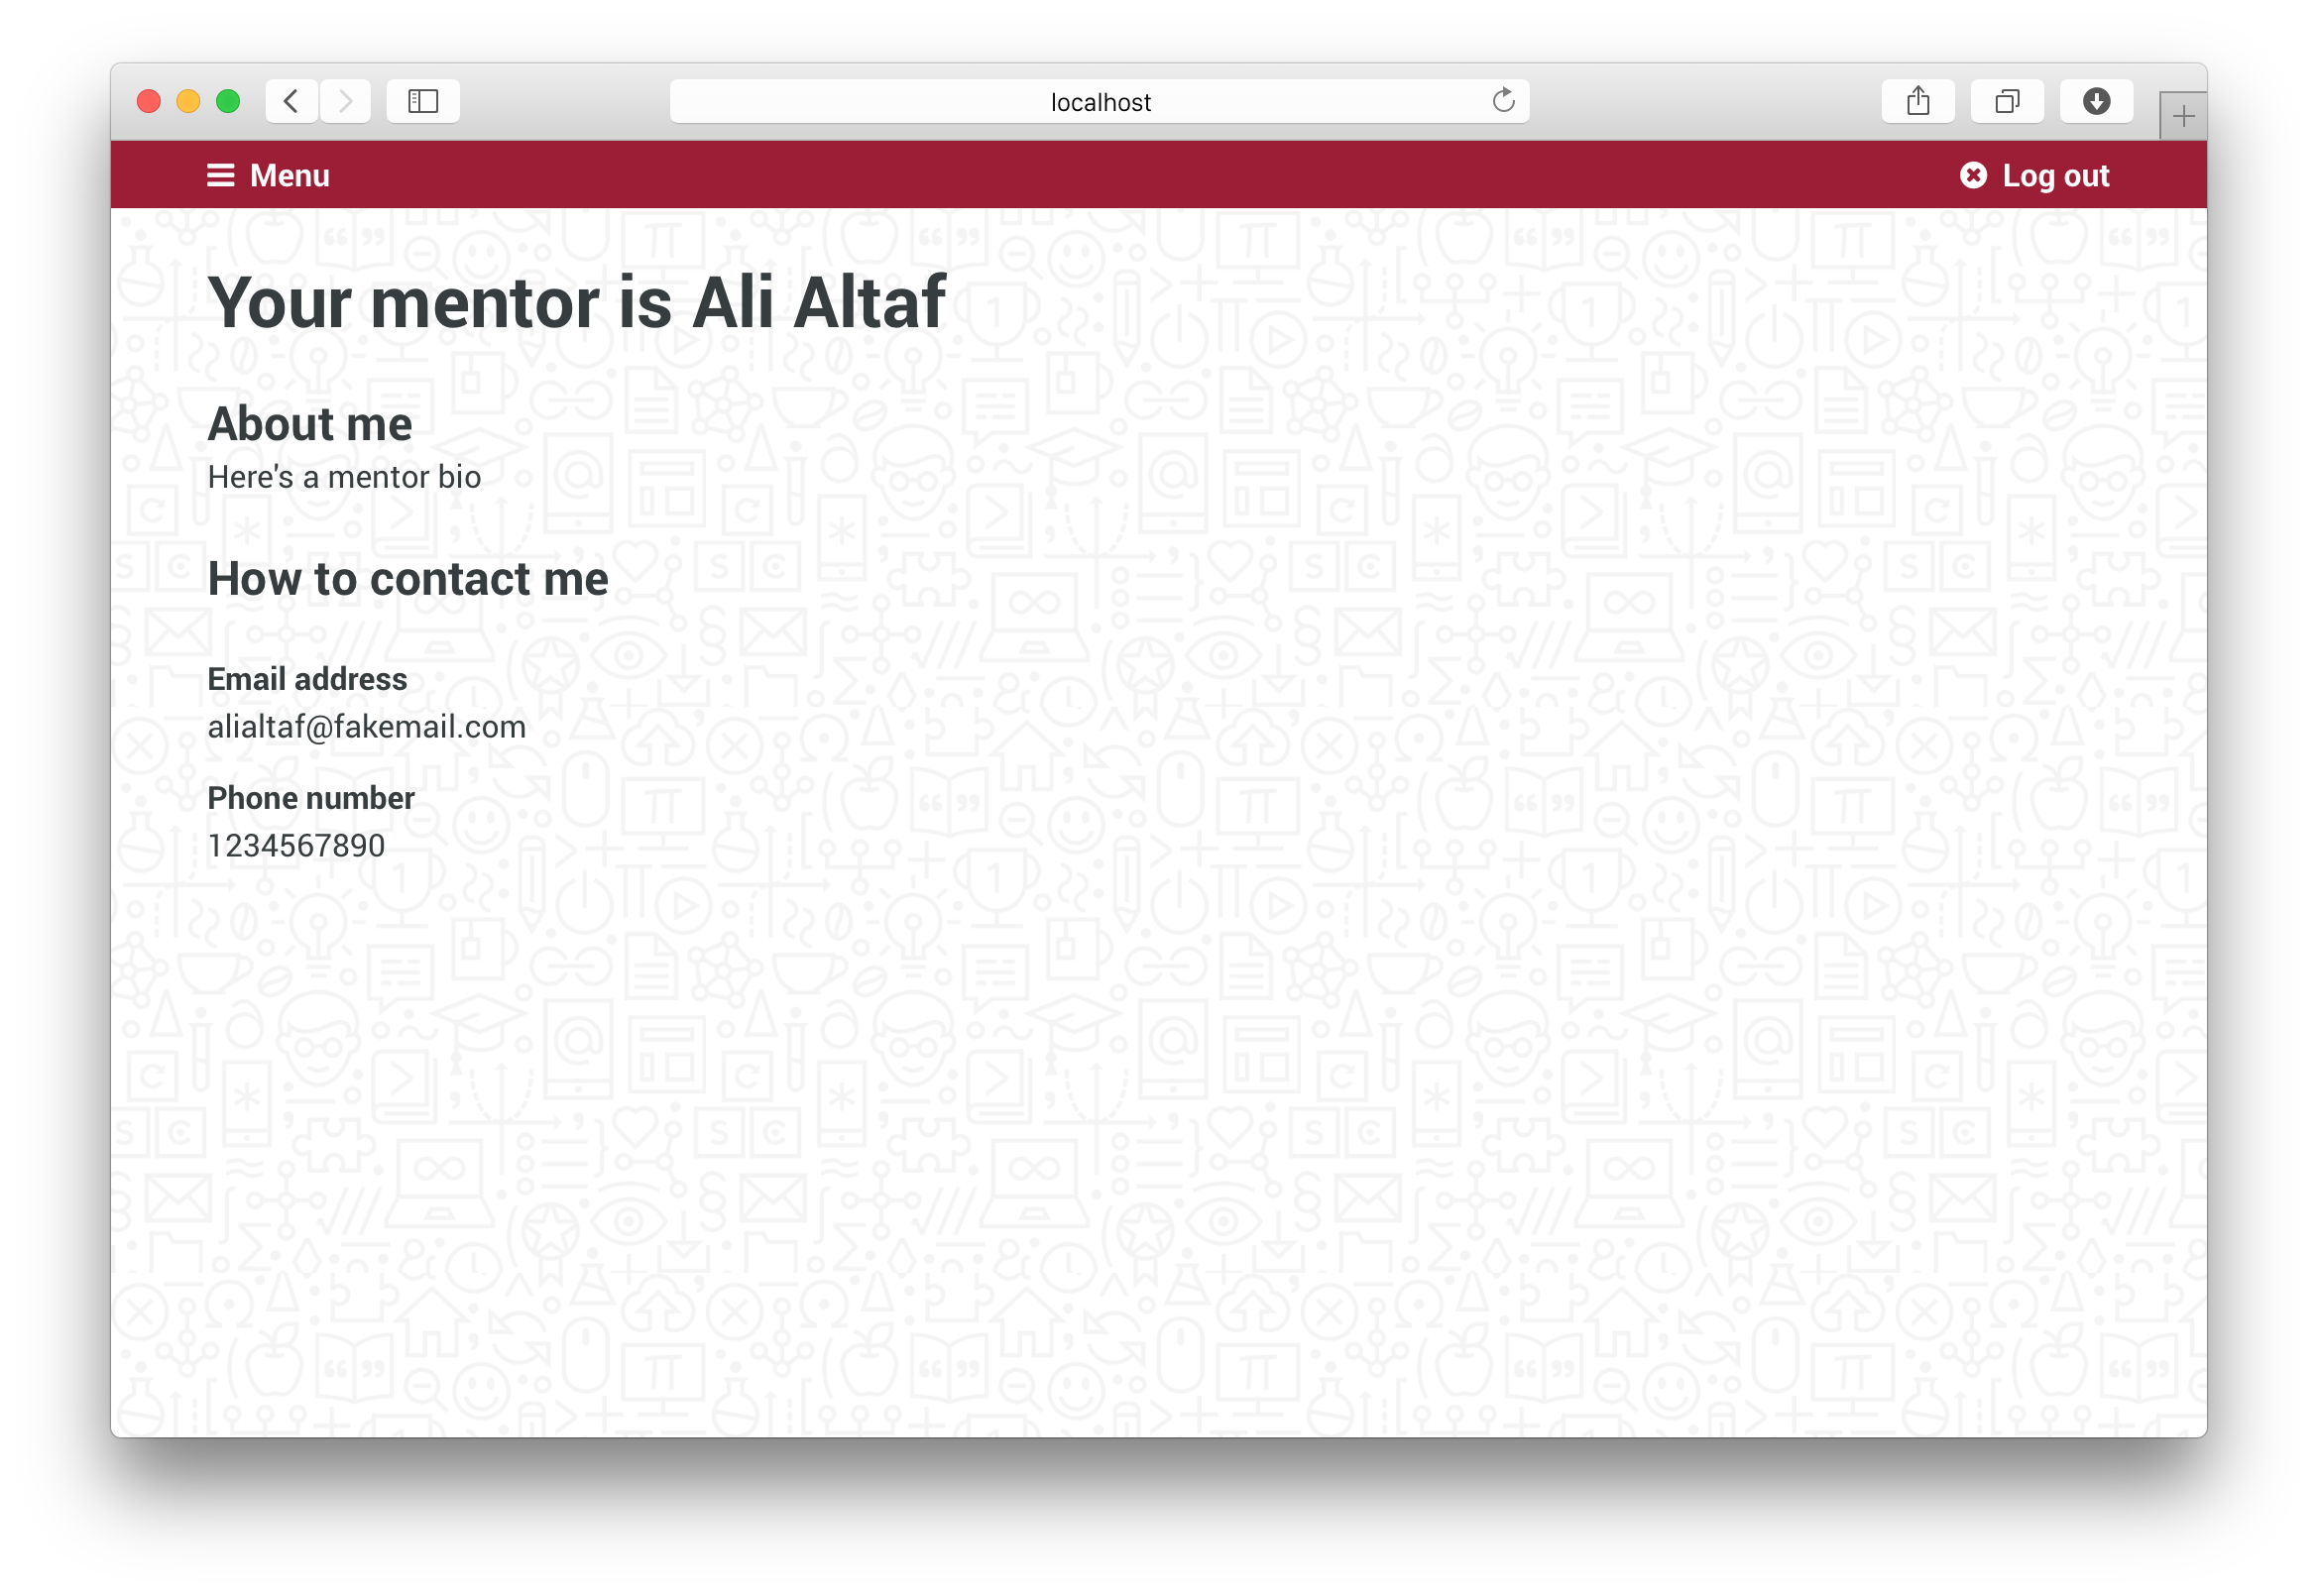 localhost
Menu
Log out
Your mentor is Ali Altaf
About me
Here's a mentor bio
How to contact me
Email address
alialtaf@fakemail.com
Phone number
1234567890